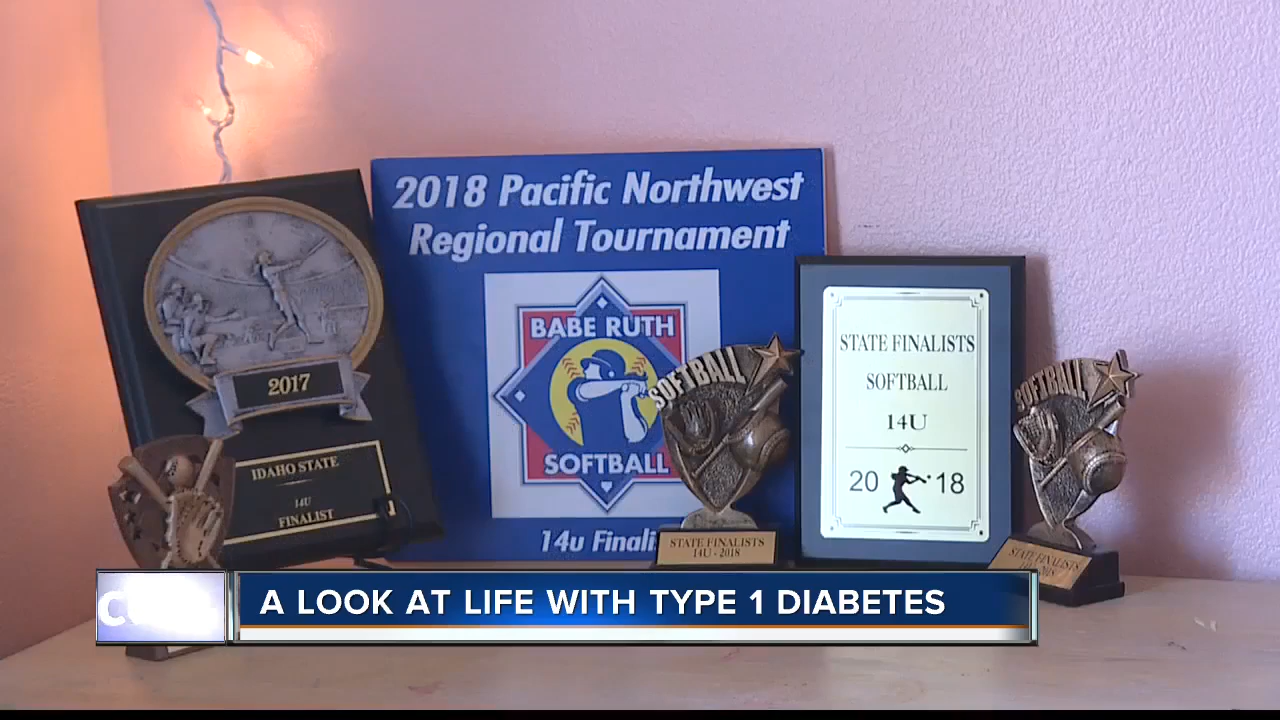 2018 Pacific Northwest
Regional Tournament
BABE RUTH
SOFTBALL
14u
2017
IDAHO STATE
14U
FINALIST
SOFTBALL
STATE FINALISTS
14U - 2018
STATE FINALISTS
SOFTBALL
14U
20 18
SOFTBALL
STATE FINALISTS
A LOOK AT LIFE WITH TYPE 1 DIABETES